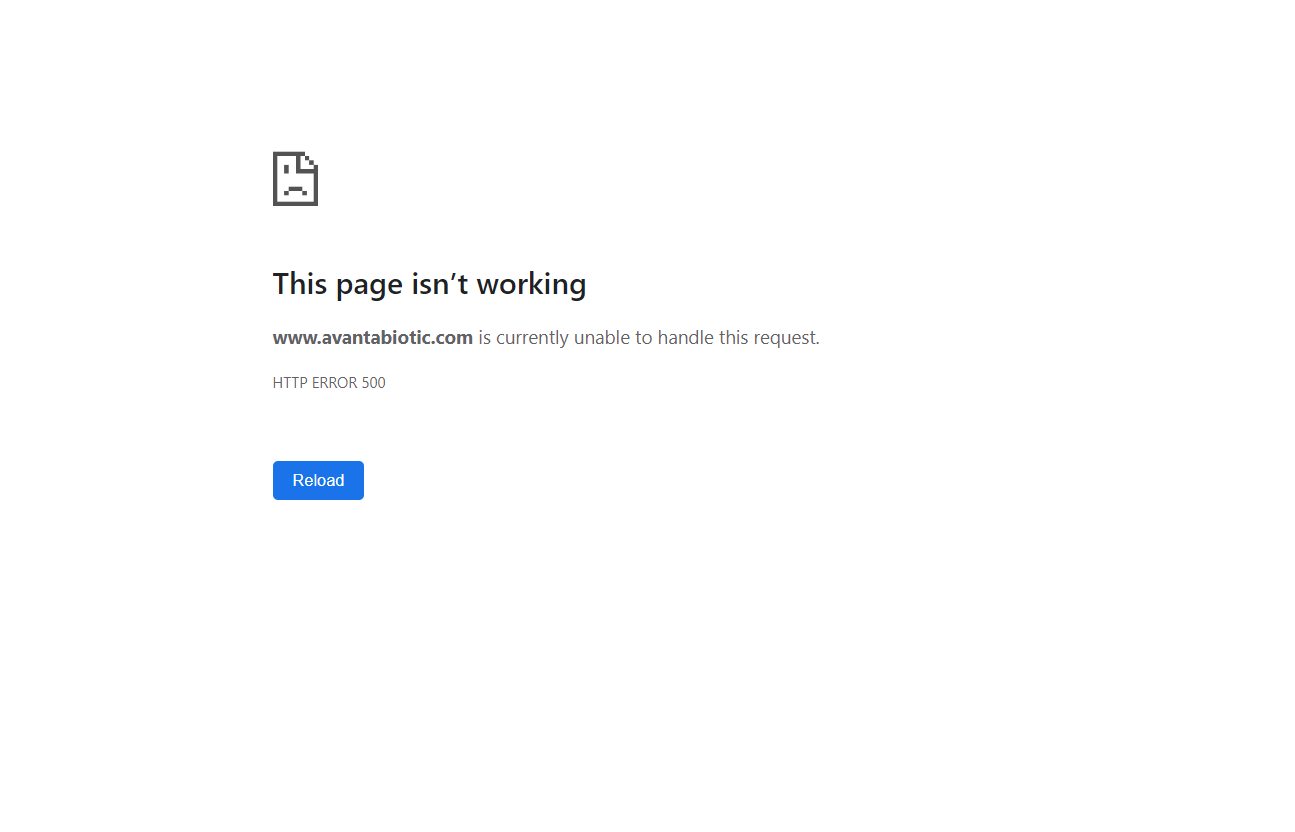 This page isn’t working
www.avantabiotic.com is currently unable to handle this request.
HTTP ERROR 500
Reload